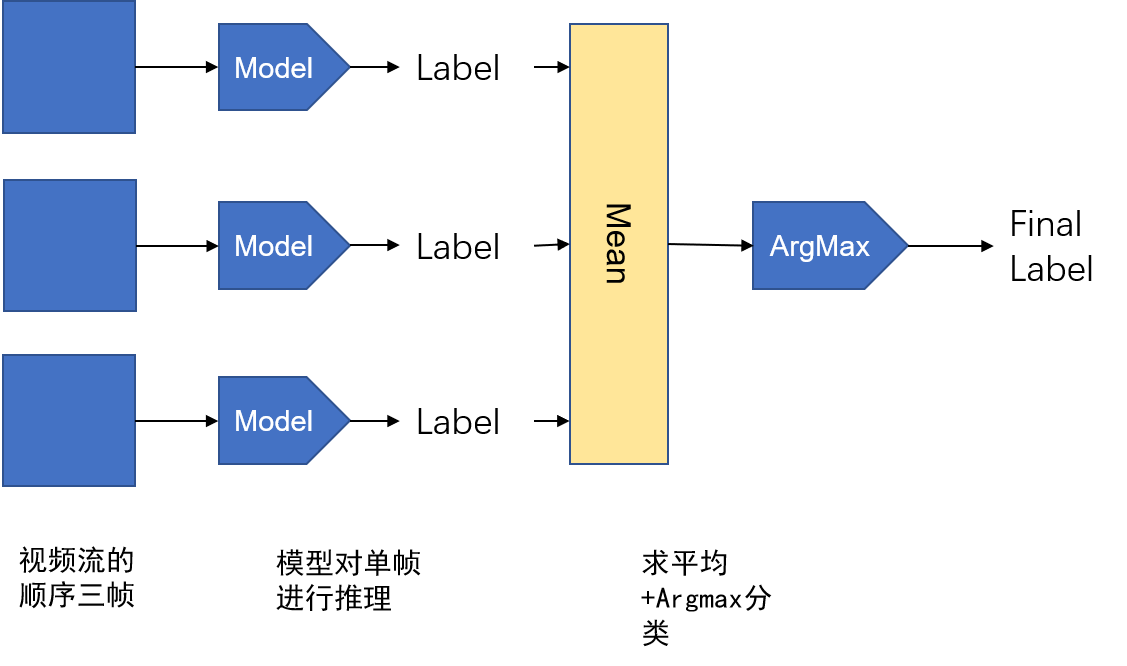 Model
Label
Model
Label
Model
Label
Mean
ArgMax
Final
Label
视频流的
顺序三帧
模型对单帧
进行推理
求平均
+Argmax分
类